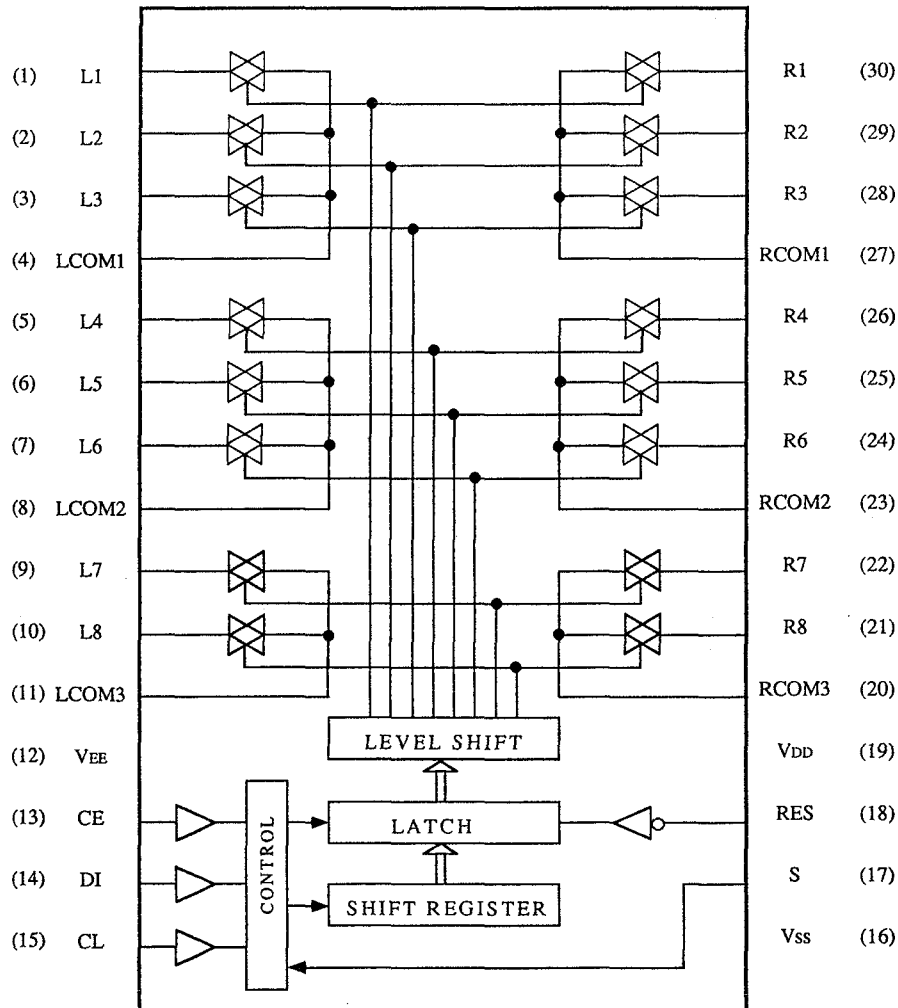 (1) L1 R1 (30)
(2) L2 R2 (29)
(3) L3 R3 (28)
(4) LCOM1 RCOM1 (27)
(5) L4 R4 (26)
(6) L5 R5 (25)
(7) L6 R6 (24)
(8) LCOM2 RCOM2 (23)
(9) L7 R7 (22)
(10) L8 R8 (21)
(11) LCOM3 RCOM3 (20)
LEVEL SHIFT
(12) VEE VDD (19)
(13) CE LATCH RES (18)
CONTROL
(14) DI S (17)
SHIFT REGISTER
(15) CL Vss (16)